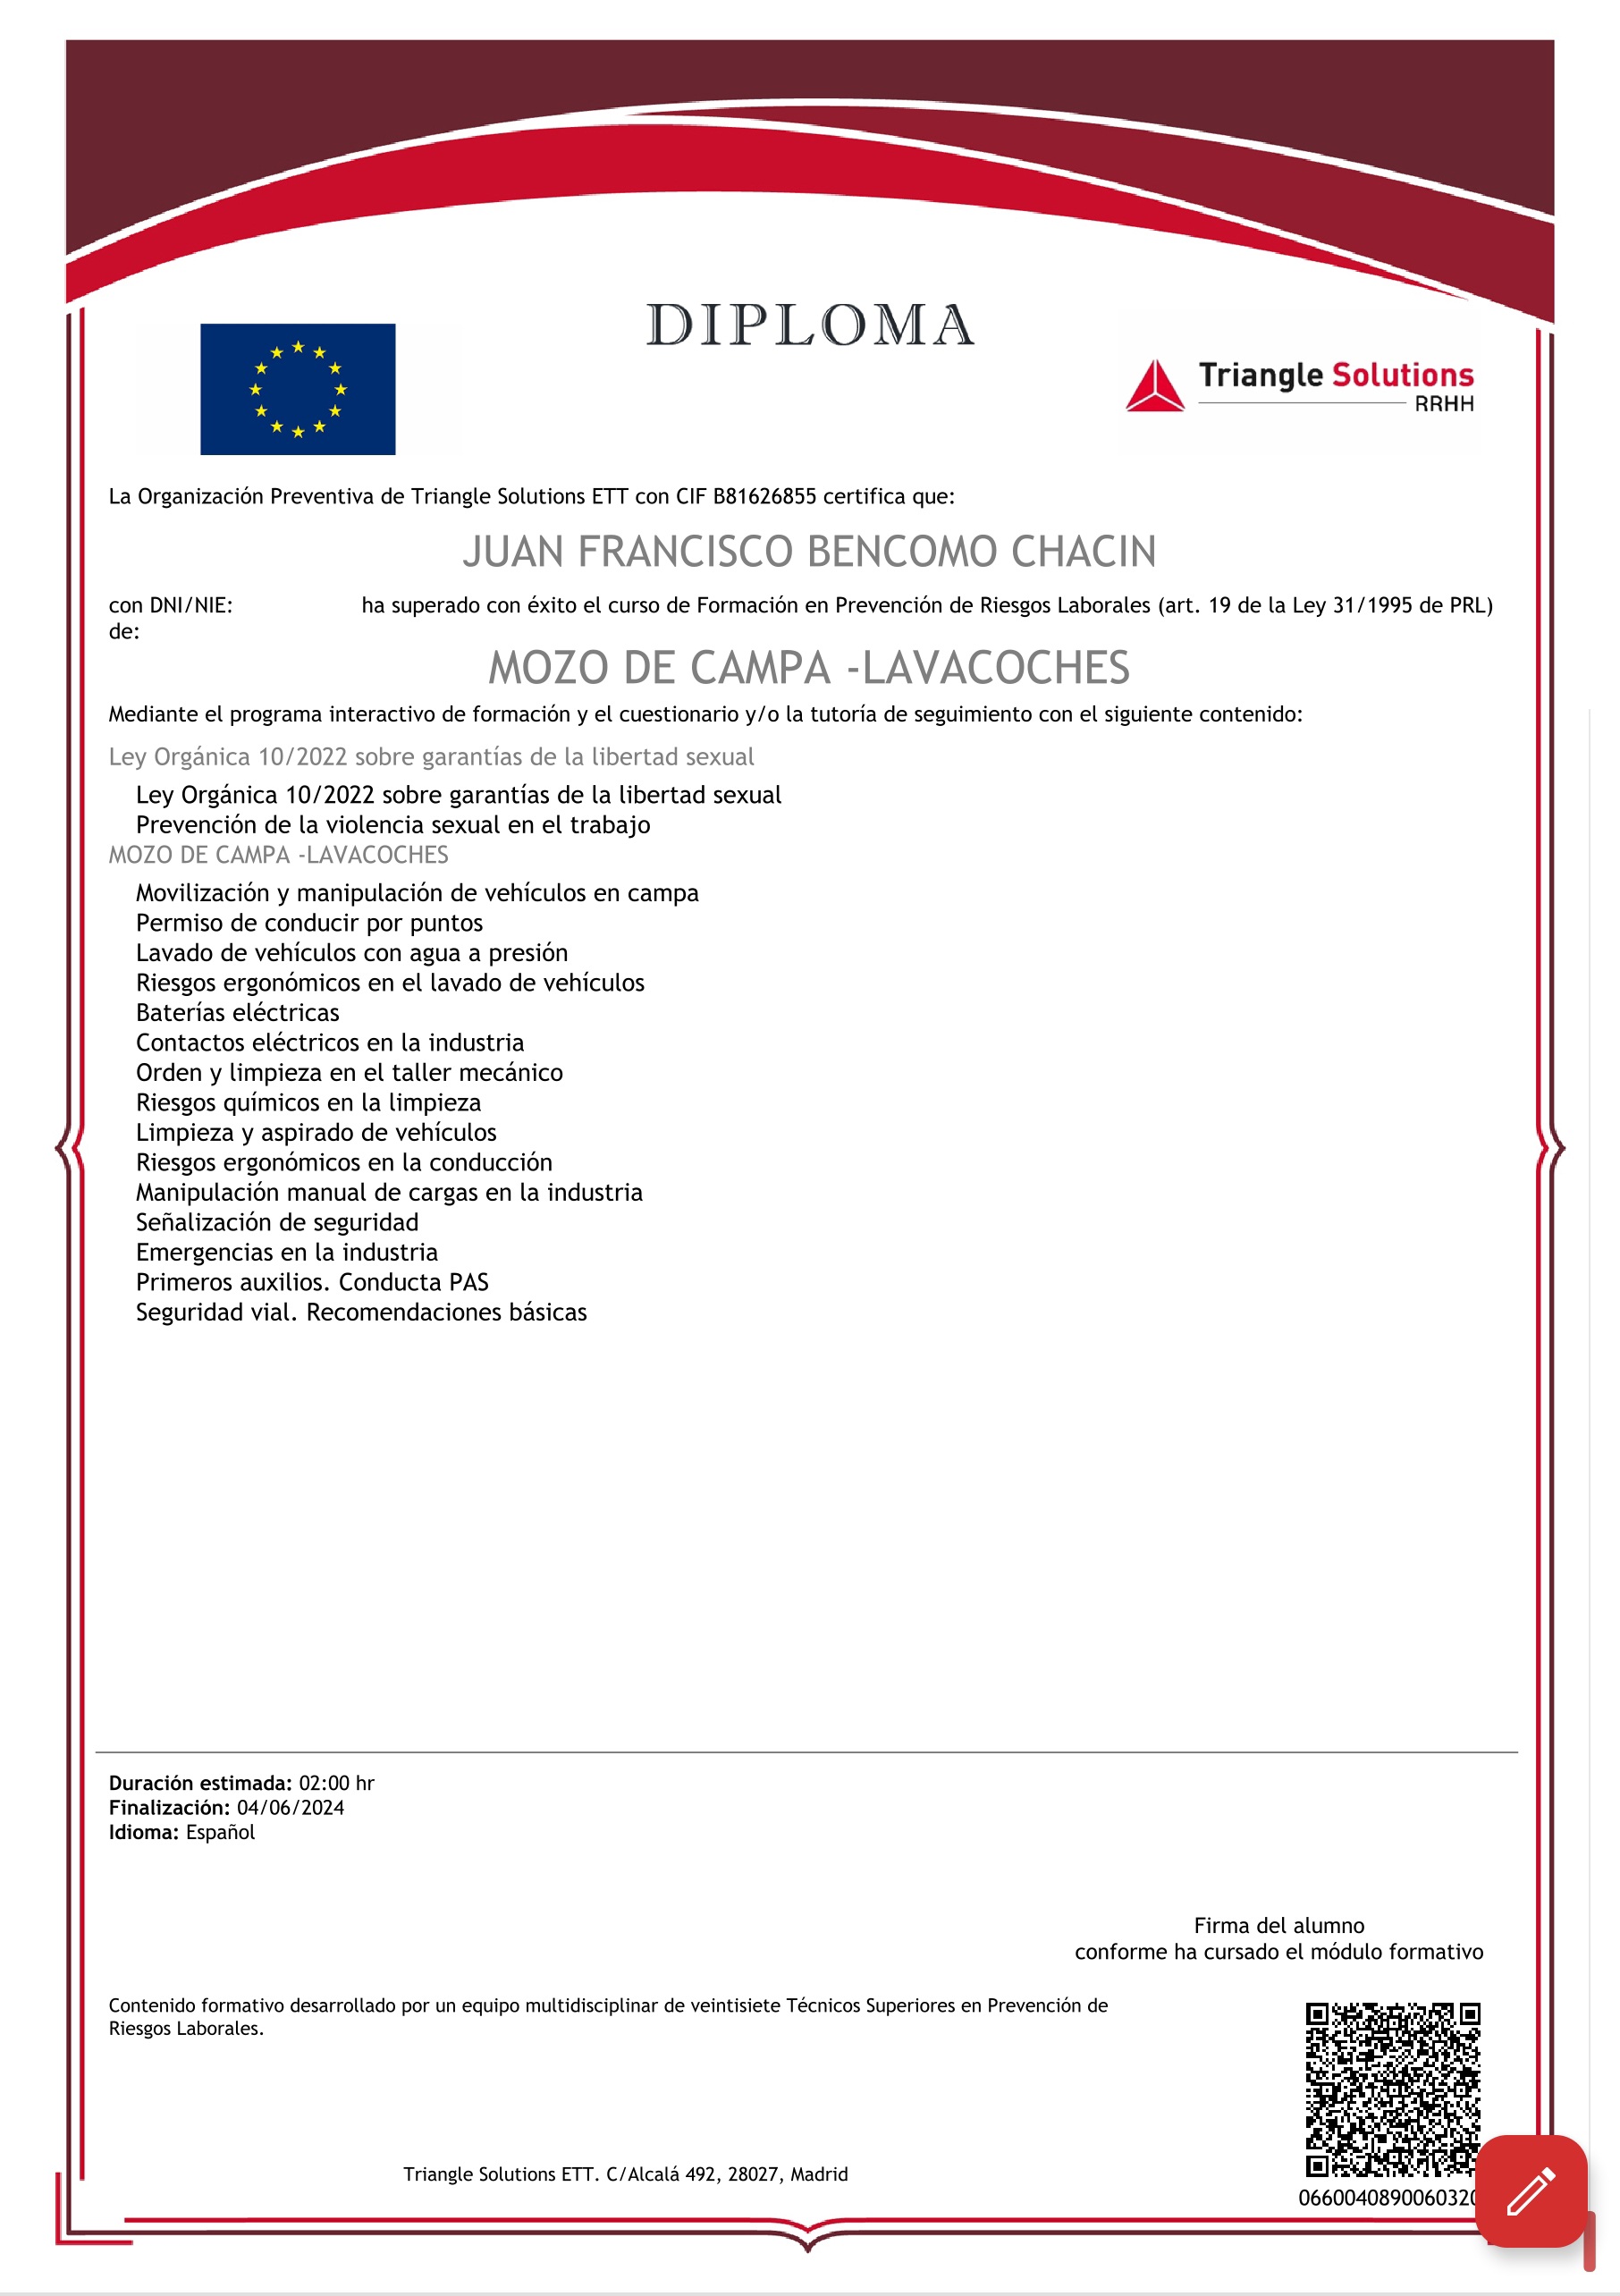 DIPLOMA
Triangle Solutions
RRHH
La Organización Preventiva de Triangle Solutions ETT con CIF B81626855 certifica que:
JUAN FRANCISCO BENCOMO CHACIN
con DNI/NIE: ha superado con éxito el curso de Formación en Prevención de Riesgos Laborales (art. 19 de la Ley 31/1995 de PRL)
de:
MOZO DE CAMPA -LAVACOCHES
Mediante el programa interactivo de formación y el cuestionario y/o la tutoría de seguimiento con el siguiente contenido:
Ley Orgánica 10/2022 sobre garantías de la libertad sexual
Ley Orgánica 10/2022 sobre garantías de la libertad sexual
Prevención de la violencia sexual en el trabajo
MOZO DE CAMPA -LAVACOCHES
Movilización y manipulación de vehículos en campa
Permiso de conducir por puntos
Lavado de vehículos con agua a presión
Riesgos ergonómicos en el lavado de vehículos
Baterías eléctricas
Contactos eléctricos en la industria
Orden y limpieza en el taller mecánico
Riesgos químicos en la limpieza
Limpieza y aspirado de vehículos
Riesgos ergonómicos en la conducción
Manipulación manual de cargas en la industria
Señalización de seguridad
Emergencias en la industria
Primeros auxilios. Conducta PAS
Seguridad vial. Recomendaciones básicas
Duración estimada: 02:00 hr
Finalización: 04/06/2024
Idioma: Español
Firma del alumno
conforme ha cursado el módulo formativo
Contenido formativo desarrollado por un equipo multidisciplinar de veintisiete Técnicos Superiores en Prevención de
Riesgos Laborales.
Triangle Solutions ETT. C/Alcalá 492, 28027, Madrid